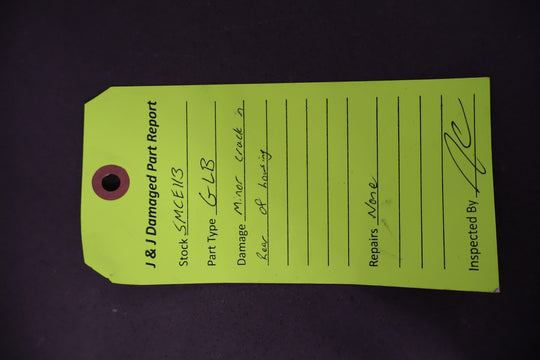 J & J Damaged Part Report
Stock SMCE113
Part Type GLB
Damage Minor crack in
Rear of housing
Repairs None
Inspected By